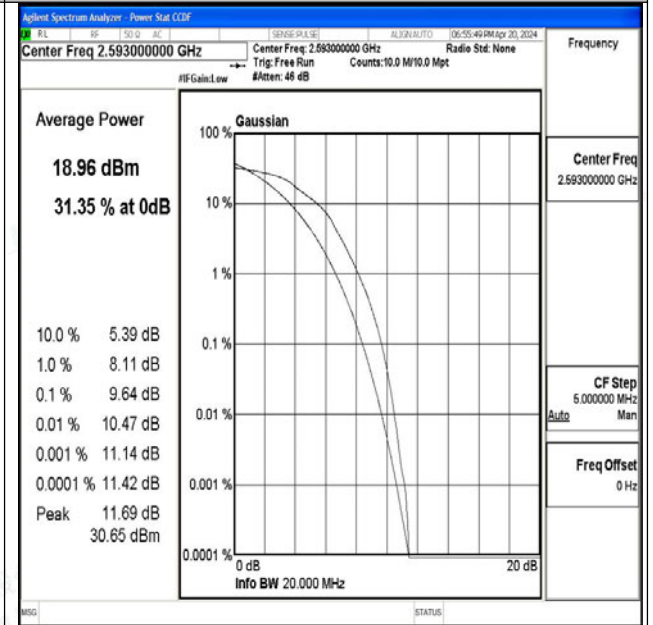 Agilent Spectrum Analyzer - Power Stat CCDF
RL RF 50 Ω AC SENSE:PULSE ALIGN AUTO 06:55:49 PM Apr 20, 2024
Center Freq 2.593000000 GHz
Center Freq: 2.593000000 GHz Radio Std: None
Trig: Free Run Counts:10.0 M/10.0 Mpt
#IFGain:Low #Atten: 46 dB
Frequency
Average Power
18.96 dBm
31.35 % at 0dB
10.0 % 5.39 dB
1.0 % 8.11 dB
0.1 % 9.64 dB
0.01 % 10.47 dB
0.001 % 11.14 dB
0.0001 % 11.42 dB
Peak 11.69 dB
30.65 dBm
Gaussian
100 %
10 %
1 %
0.1 %
0.01 %
0.001 %
0.0001 %
0 dB 20 dB
Info BW 20.000 MHz
Center Freq
2.593000000 GHz
CF Step
5.000000 MHz
Auto Man
Freq Offset
0 Hz
MSG STATUS